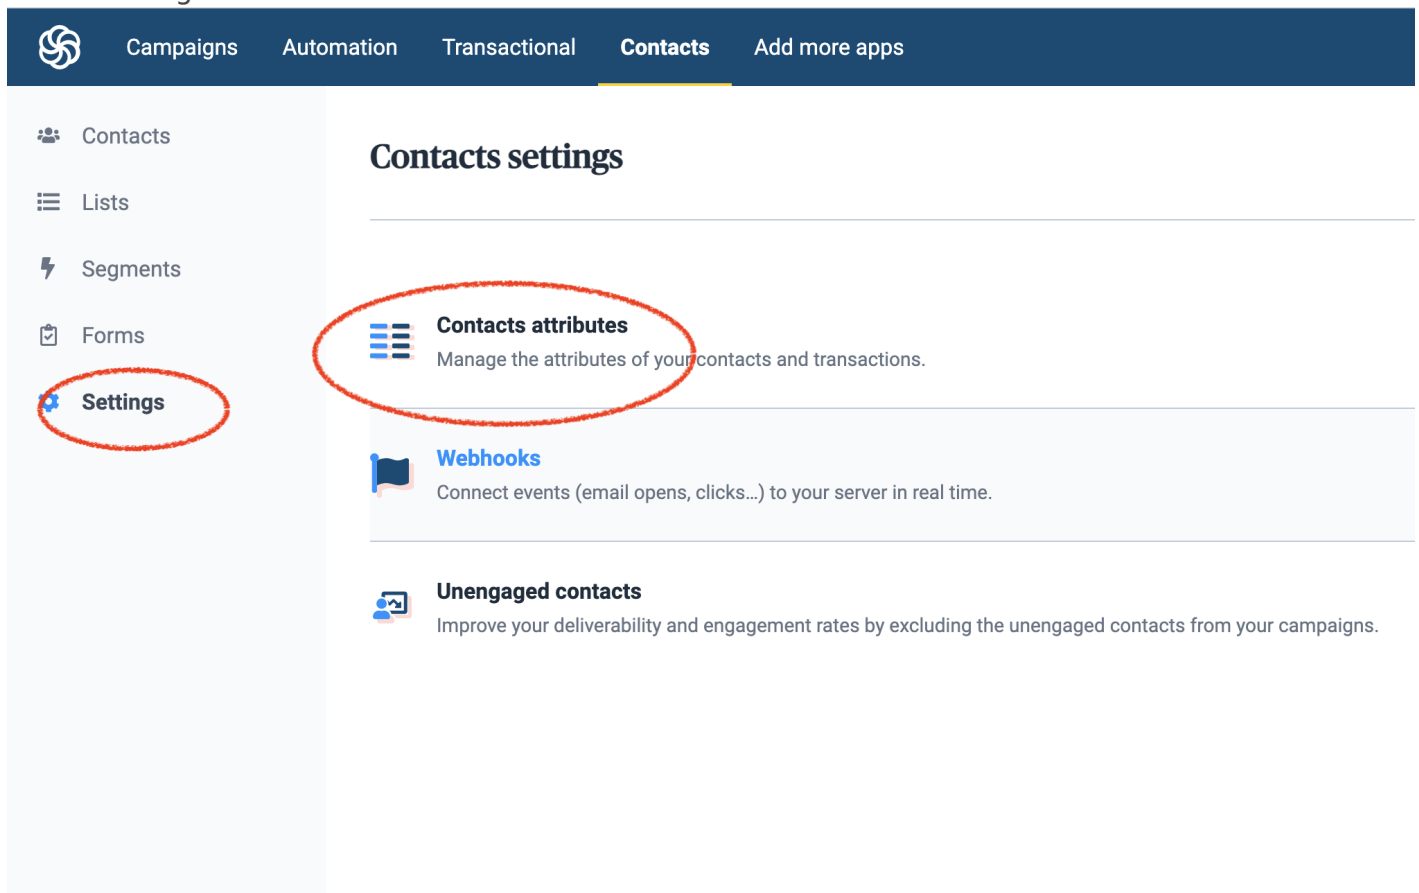 Campaigns Automation Transactional Contacts Add more apps
Contacts
Lists
Segments
Forms
Settings
Contacts settings
Contacts attributes
Manage the attributes of your contacts and transactions.
Webhooks
Connect events (email opens, clicks...) to your server in real time.
Unengaged contacts
Improve your deliverability and engagement rates by excluding the unengaged contacts from your campaigns.